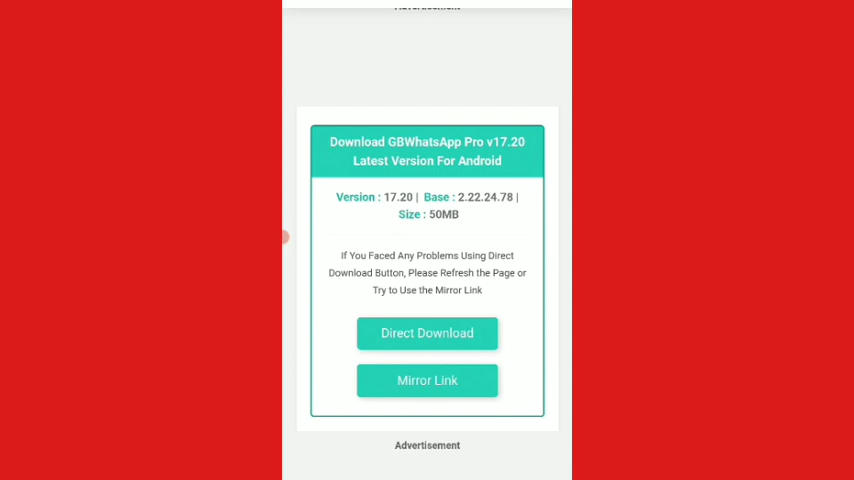 Advertisement
Download GBWhatsApp Pro v17.20
Latest Version For Android
Version : 17.20 | Base : 2.22.24.78 |
Size : 50MB
If You Faced Any Problems Using Direct
Download Button, Please Refresh the Page or
Try to Use the Mirror Link
Direct Download
Mirror Link
Advertisement